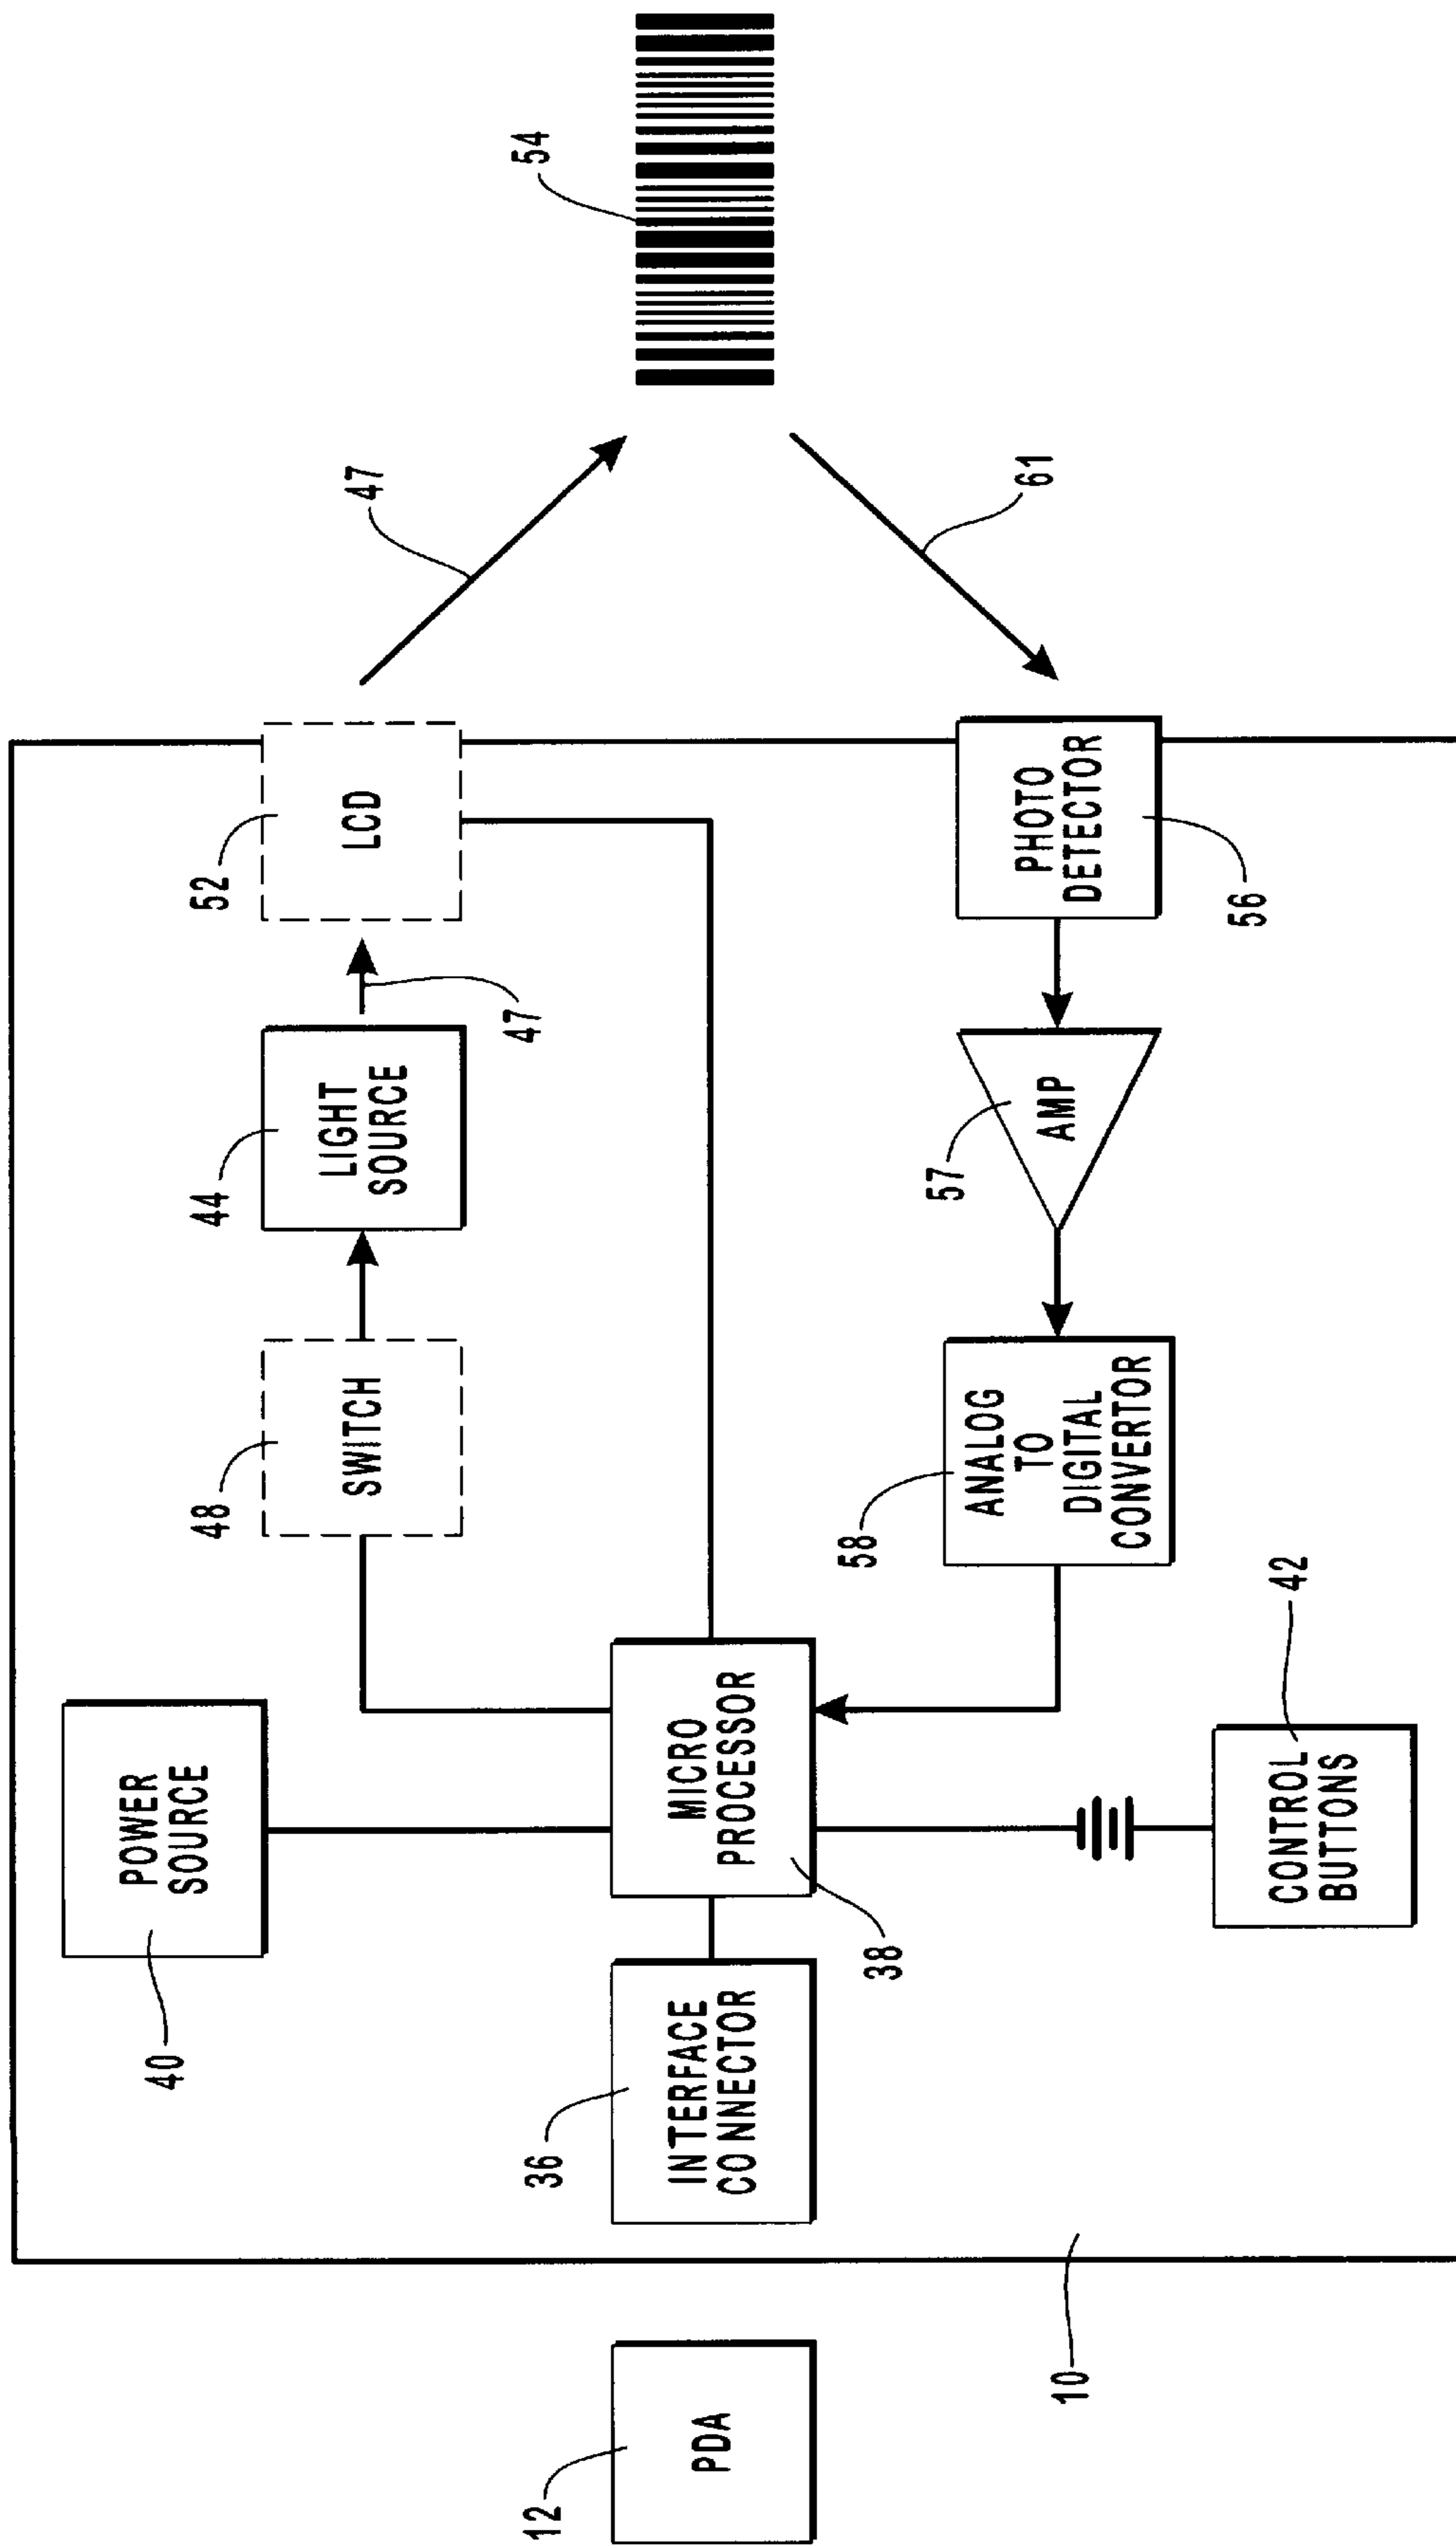 12
PDA
10
36
INTERFACE
CONNECTOR
40
POWER
SOURCE
MICRO
PROCESSOR
38
CONTROL
BUTTONS
42
48
SWITCH
58
ANALOG
TO
DIGITAL
CONVERTOR
44
LIGHT
SOURCE
47
57
AMP
52
LCD
PHOTO
DETECTOR
56
47
61
54